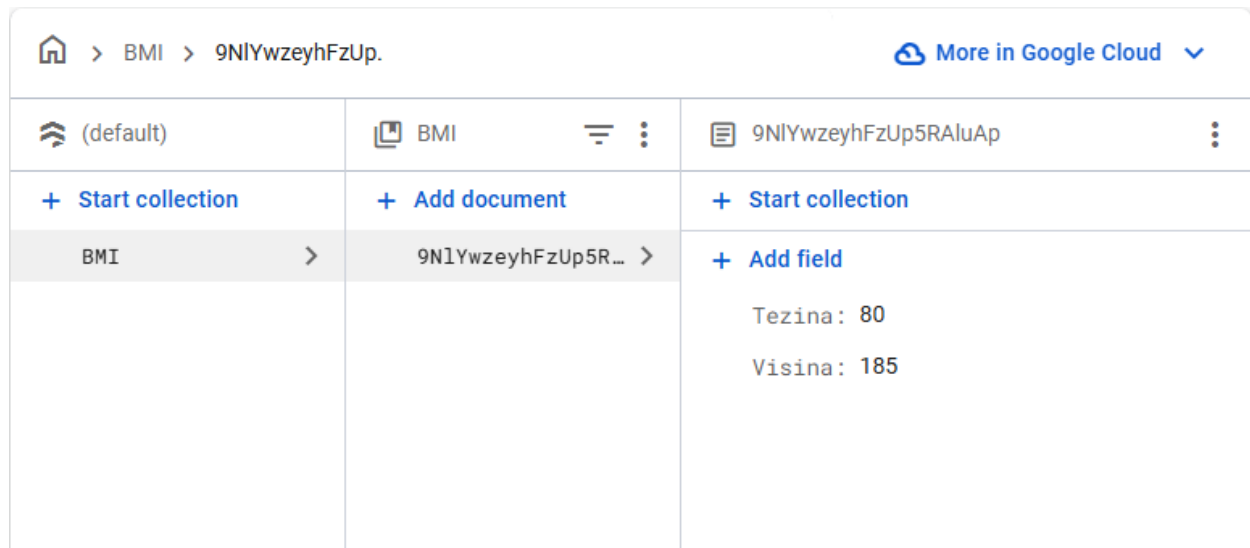 BMI 9NlYwzeyhFzUp.
More in Google Cloud
(default)
BMI
9NlYwzeyhFzUp5RAluAp
+ Start collection
+ Add document
+ Start collection
BMI
9NlYwzeyhFzUp5R…
+ Add field
Tezina: 80
Visina: 185